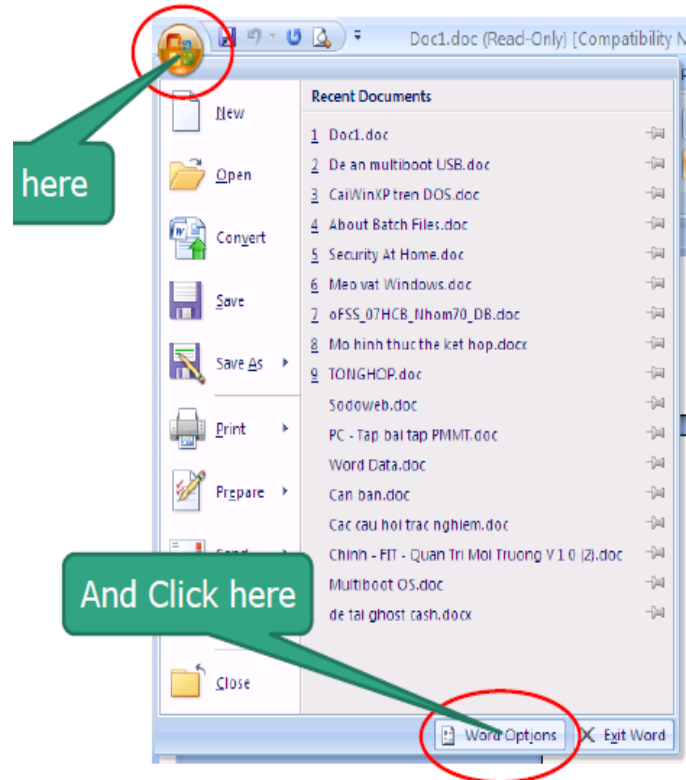 Doc1.doc (Read-Only) [Compatibility
here
New
Open
Convert
Save
Save As
Print
Prepare
And Click here
Close
Recent Documents
1 Doc1.doc
2 De an multiboot USB.doc
3 CaiWinXP tren DOS.doc
4 About Batch Files.doc
5 Security At Home.doc
6 Meo vat Windows.doc
7 oFSS_07HCB_Nhom70_DB.doc
8 Mo hinh thuc the ket hop.docx
9 TONGHOP.doc
Sodoweb.doc
PC - Tap bai tap PMMT.doc
Word Data.doc
Can ban.doc
Cac cau hoi trac nghiem.doc
Chinh - FIT - Quan Tri Moi Truong V 1 0 (2).doc
Multiboot OS.doc
de tai ghost cash.docx
Word Options
Exit Word